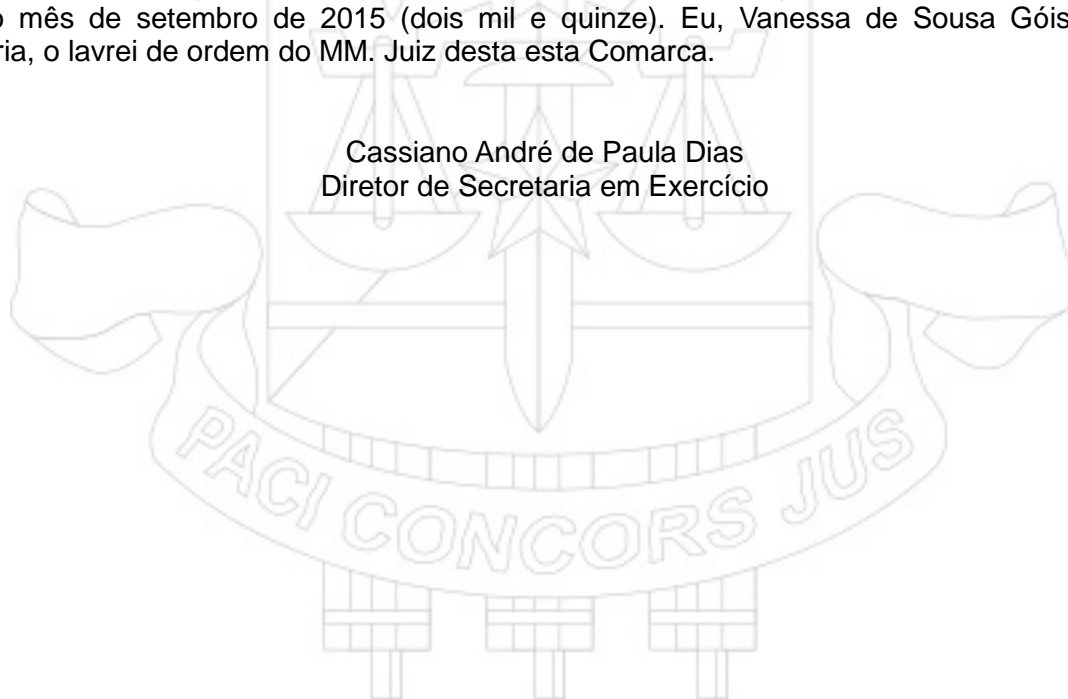 mês de setembro de 2015 (dois mil e quinze). Eu, Vanessa de Sousa Góis
o lavrei de ordem do MM. Juiz desta esta Comarca.
Cassiano André de Paula Dias
Diretor de Secretaria em Exercício
PACI CONCORS JUS